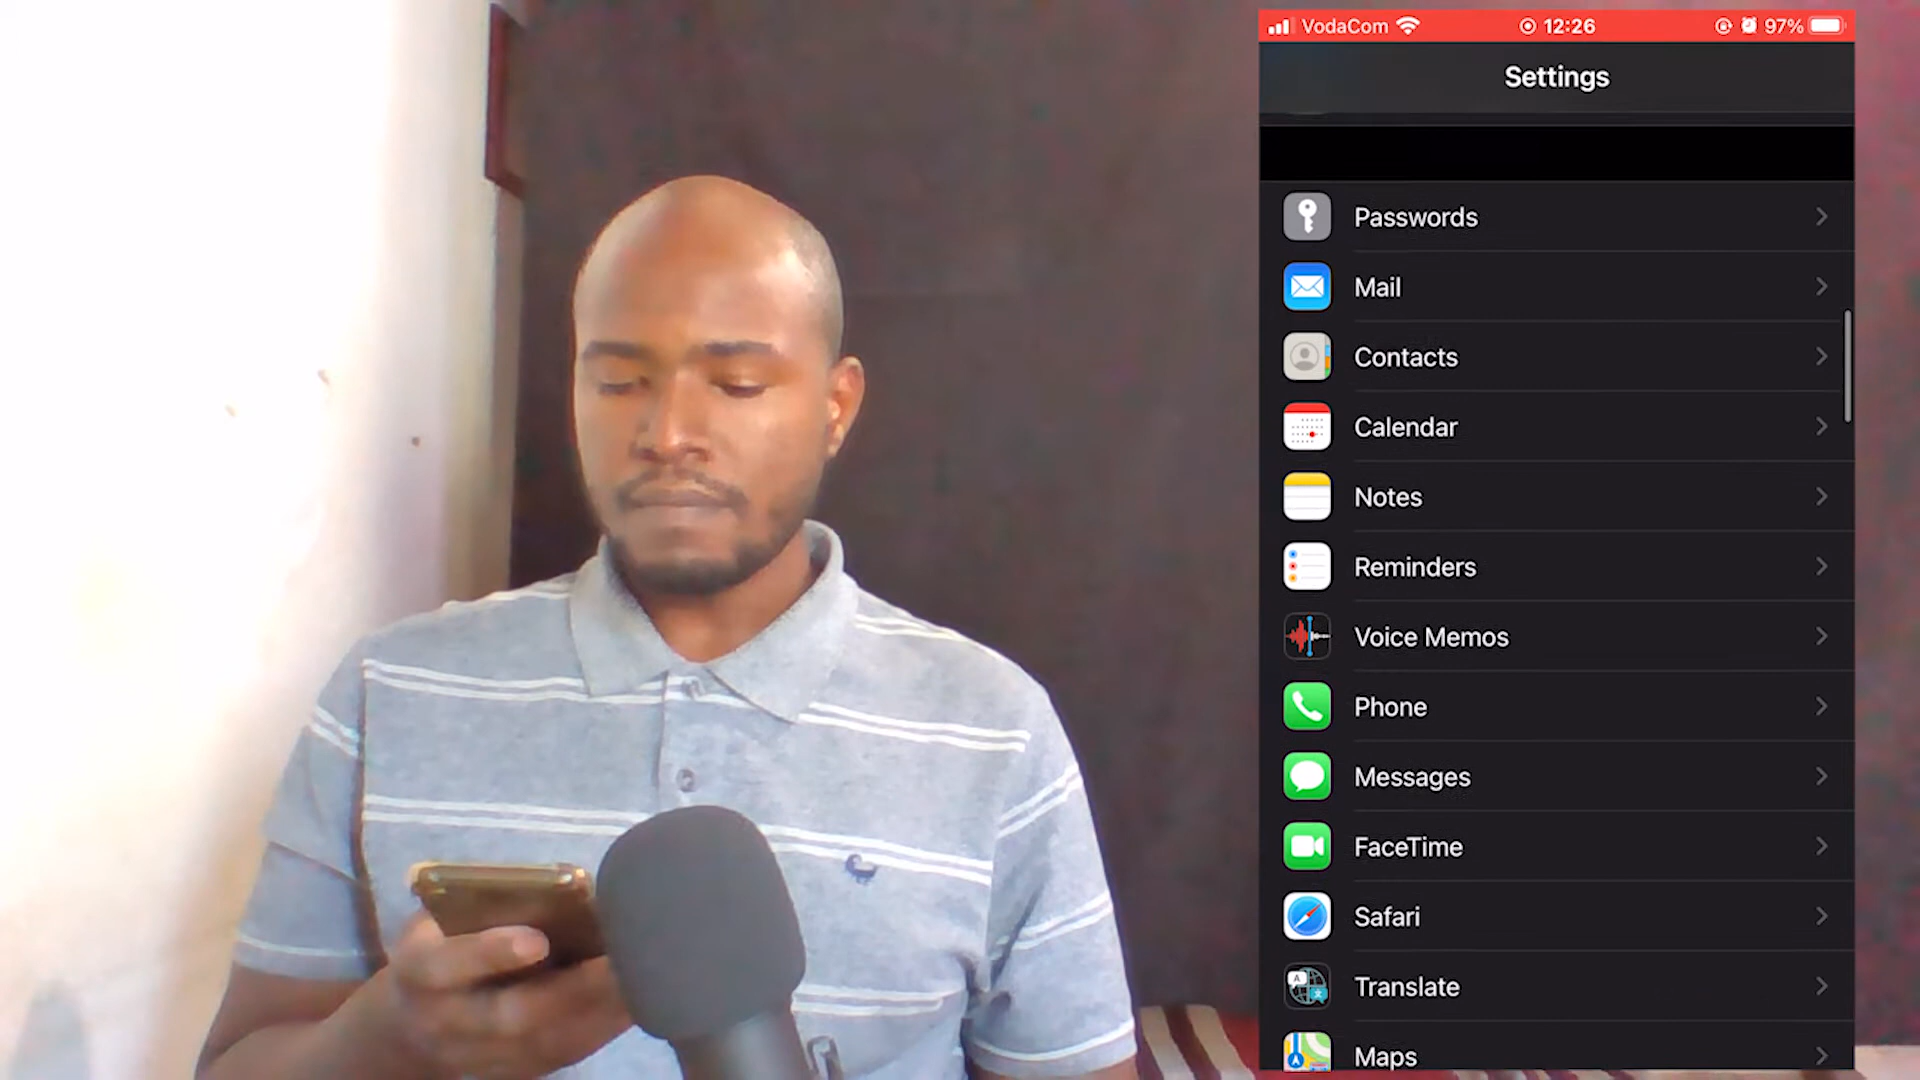 VodaCom 12:26 97%
Settings
Passwords
Mail
Contacts
Calendar
Notes
Reminders
Voice Memos
Phone
Messages
FaceTime
Safari
Translate
Maps